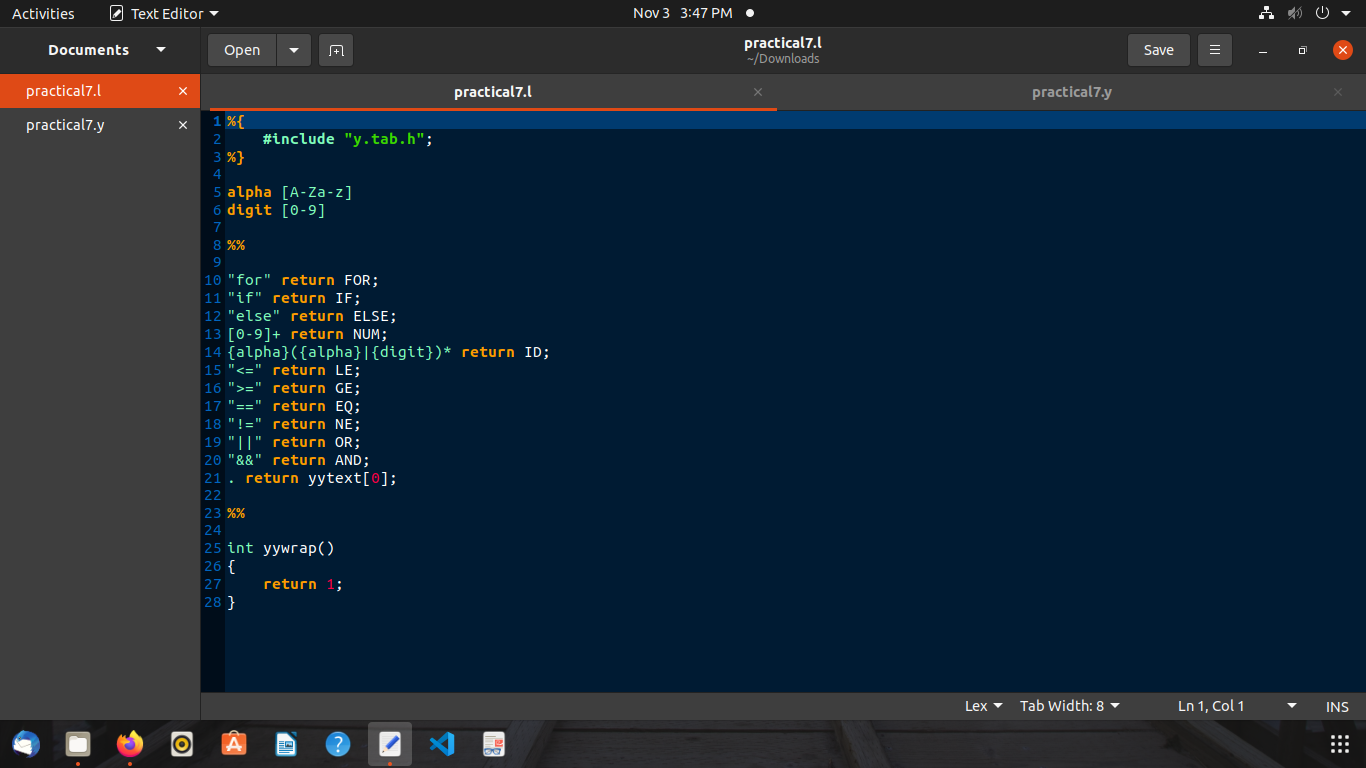 Activities Text Editor Nov 3 3:47 PM
Documents Open practical7.l Save
~/Downloads
practical7.l practical7.l practical7.y
practical7.y
1 %{
2 #include "y.tab.h";
3 %}
4
5 alpha [A-Za-z]
6 digit [0-9]
7
8 %%
9
10 "for" return FOR;
11 "if" return IF;
12 "else" return ELSE;
13 [0-9]+ return NUM;
14 {alpha}({alpha}|{digit})* return ID;
15 "<=" return LE;
16 ">=" return GE;
17 "==" return EQ;
18 "!=" return NE;
19 "||" return OR;
20 "&&" return AND;
21 . return yytext[0];
22
23 %%
24
25 int yywrap()
26 {
27 return 1;
28 }
Lex Tab Width: 8 Ln 1, Col 1 INS